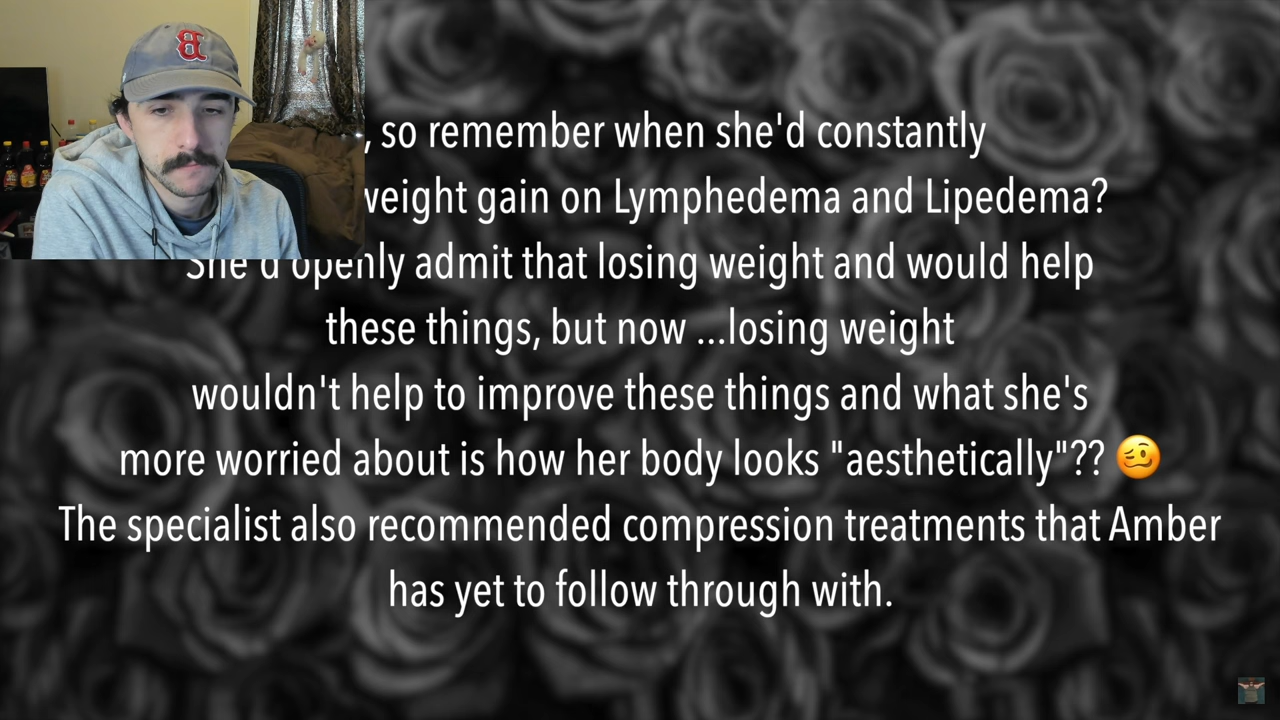 B
, so remember when she'd constantly
weight gain on Lymphedema and Lipedema?
She'd openly admit that losing weight and would help
these things, but now ...losing weight
wouldn't help to improve these things and what she's
more worried about is how her body looks "aesthetically"?? 🥴
The specialist also recommended compression treatments that Amber
has yet to follow through with.